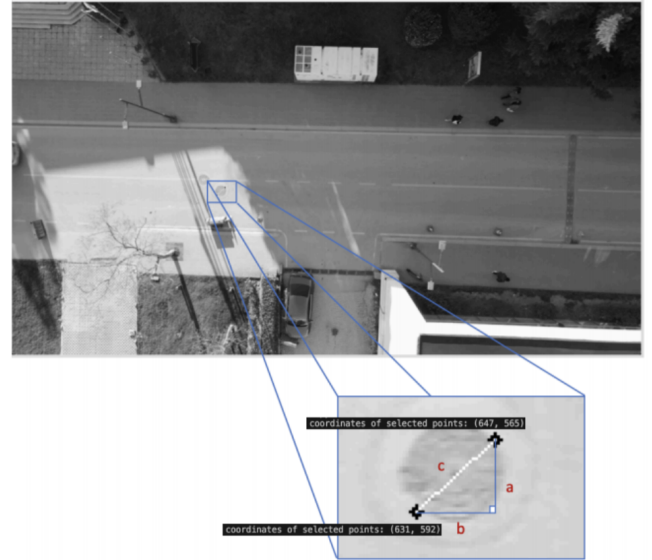 coordinates of selected points: (647, 565)
c
a
coordinates of selected points: (631, 592)
b